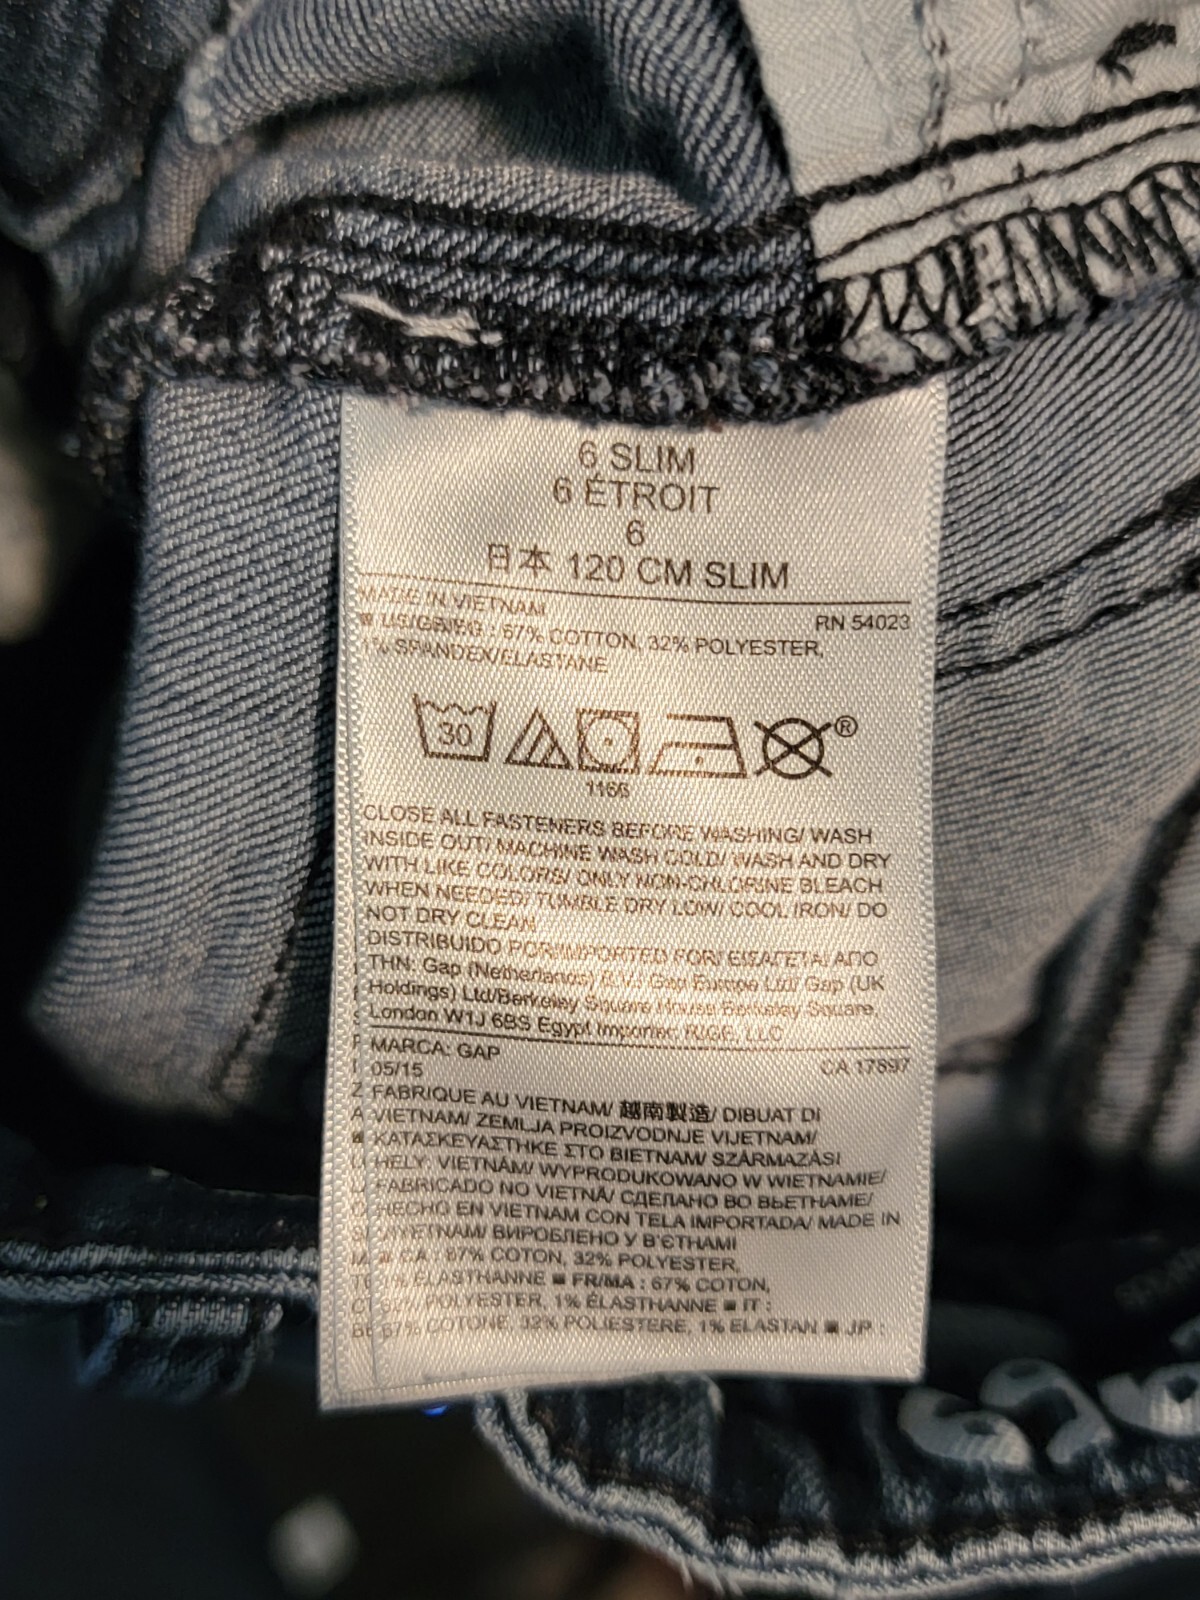 6 SLIM
6 ÉTROIT
6
日本 120 CM SLIM
MADE IN VIETNAM
RN 54023
■ US/GB/EG : 67% COTTON, 32% POLYESTER,
1% SPANDEX/ELASTANE
30
®
1166
CLOSE ALL FASTENERS BEFORE WASHING/ WASH
INSIDE OUT/ MACHINE WASH COLD/ WASH AND DRY
WITH LIKE COLORS/ ONLY NON-CHLORINE BLEACH
WHEN NEEDED/ TUMBLE DRY LOW/ COOL IRON/ DO
NOT DRY CLEAN
DISTRIBUIDO POR/IMPORTED FOR/ ΕΙΣΑΓΕΤΑΙ ΑΠΟ
ΤΗΝ: Gap (Netherlands) B.V./ Gap Europe Ltd/ Gap (UK
Holdings) Ltd/Berkeley Square House Berkeley Square,
London W1J 6BS Egypt Importer, RIGE, LLC
MARCA: GAP
CA 17897
05/15
FABRIQUE AU VIETNAM/ 越南製造/ DIBUAT DI
VIETNAM/ ZEMLJA PROIZVODNJE VIJETNAM/
ΚΑΤΑΣΚΕΥΑΣΤΗΚΕ ΣΤΟ ΒΙΕΤΝΑΜ/ SZÁRMAZÁSI
HELY: VIETNÁM/ WYPRODUKOWANO W WIETNAMIE/
FABRICADO NO VIETNÃ/ СДЕЛАНО ВО ВЬЕТНАМЕ/
HECHO EN VIETNAM CON TELA IMPORTADA/ MADE IN
VIETNAM/ ВИРОБЛЕНО У В'ЄТНАМІ
■ CA : 67% COTON, 32% POLYESTER,
1% ÉLASTHANNE ■ FR/MA : 67% COTON,
32% POLYESTER, 1% ÉLASTHANNE ■ IT :
67% COTONE, 32% POLIESTERE, 1% ELASTAN ■ JP :